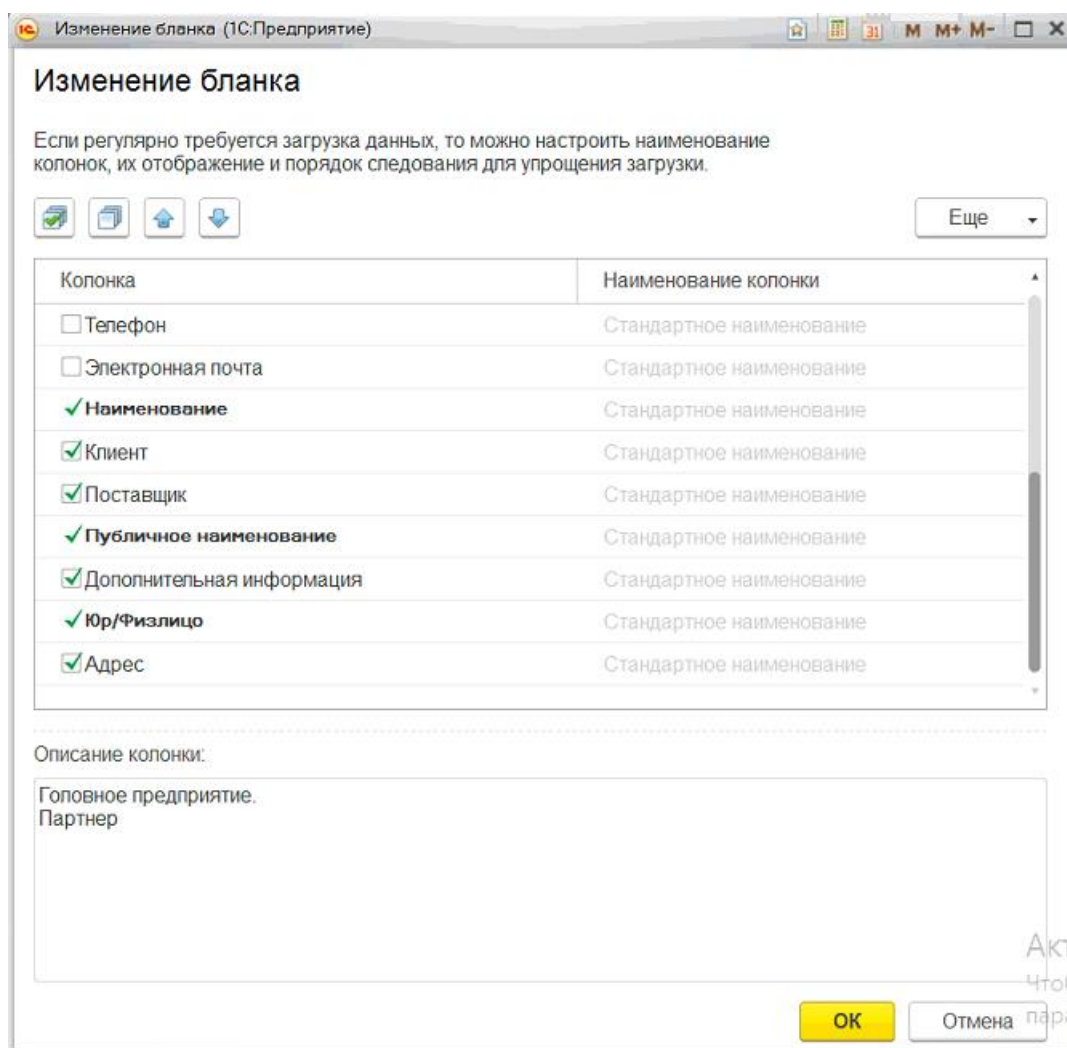 Изменение бланка (1С:Предприятие)
31 M M+ M-
Изменение бланка
Если регулярно требуется загрузка данных, то можно настроить наименование
колонок, их отображение и порядок следования для упрощения загрузки.
Еще
Колонка Наименование колонки
Телефон Стандартное наименование
Электронная почта Стандартное наименование
Наименование Стандартное наименование
Клиент Стандартное наименование
Поставщик Стандартное наименование
Публичное наименование Стандартное наименование
Дополнительная информация Стандартное наименование
Юр/Физлицо Стандартное наименование
Адрес Стандартное наименование
Описание колонки:
Головное предприятие.
Партнер
ОК Отмена